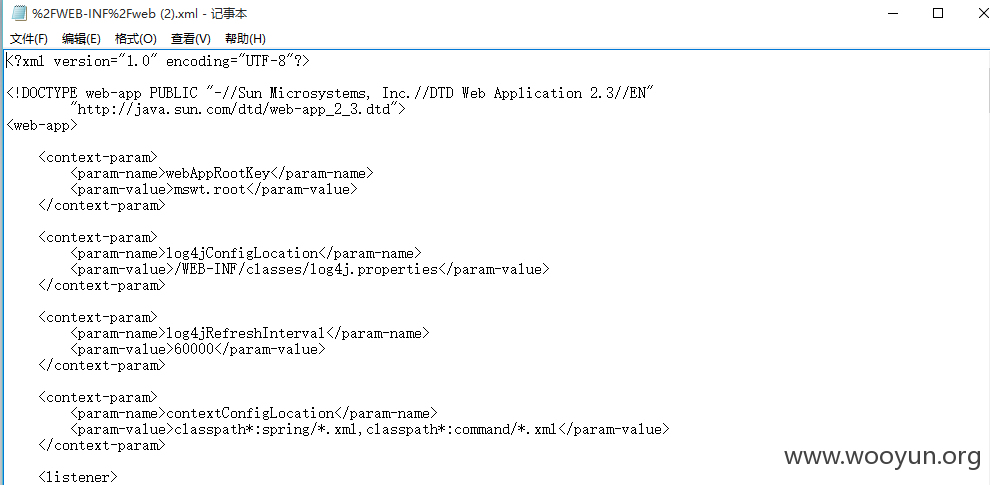 %2FWEB-INF%2Fweb (2).xml - 记事本
文件(F) 编辑(E) 格式(O) 查看(V) 帮助(H)
<?xml version="1.0" encoding="UTF-8"?>
<!DOCTYPE web-app PUBLIC "-//Sun Microsystems, Inc.//DTD Web Application 2.3//EN"
"http://java.sun.com/dtd/web-app_2_3.dtd">
<web-app>
<context-param>
<param-name>webAppRootKey</param-name>
<param-value>mswt.root</param-value>
</context-param>
<context-param>
<param-name>log4jConfigLocation</param-name>
<param-value>/WEB-INF/classes/log4j.properties</param-value>
</context-param>
<context-param>
<param-name>log4jRefreshInterval</param-name>
<param-value>60000</param-value>
</context-param>
<context-param>
<param-name>contextConfigLocation</param-name>
<param-value>classpath*:spring/*.xml,classpath*:command/*.xml</param-value>
</context-param>
<listener>
www.wooyun.org